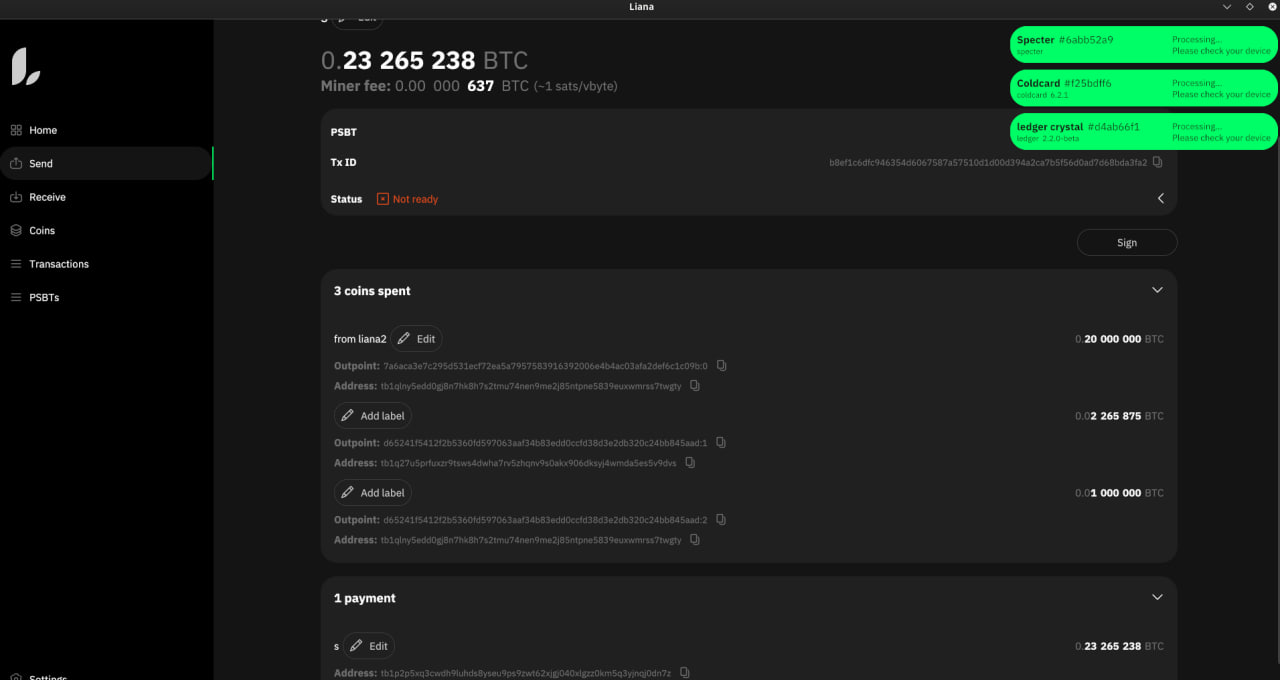 Liana
Home
Send
Receive
Coins
Transactions
PSBTs
Settings
0.23 265 238 BTC
Miner fee: 0.00 000 637 BTC (~1 sats/vbyte)
Specter #6abb52a9
specter
Processing...
Please check your device
Coldcard #f25bdff6
coldcard 6.2.1
Processing...
Please check your device
ledger crystal #d4ab66f1
ledger 2.2.0-beta
Processing...
Please check your device
PSBT
Tx ID
b8ef1c6dfc946354d6067587a57510d1d00d394a2ca7b5f56d0ad7d68bda3fa2
Status Not ready
Sign
3 coins spent
from liana2 Edit 0.20 000 000 BTC
Outpoint: 7a6aca3e7c295d531ecf72ea5a7957583916392006e4b4ac03afa2def6c1c09b:0
Address: tb1qlny5edd0gj8n7hk8h7s2tmu74nen9me2j85ntpne5839euxwmrss7twgty
Add label 0.02 265 875 BTC
Outpoint: d65241f5412f2b5360fd597063aaf34b83edd0ccfd38d3e2db320c24bb845aad:1
Address: tb1q27u5prfuxzr9tsws4dwha7rv5zhqnv9s0akx906dksyj4wmda5es5v9dvs
Add label 0.01 000 000 BTC
Outpoint: d65241f5412f2b5360fd597063aaf34b83edd0ccfd38d3e2db320c24bb845aad:2
Address: tb1qlny5edd0gj8n7hk8h7s2tmu74nen9me2j85ntpne5839euxwmrss7twgty
1 payment
s Edit 0.23 265 238 BTC
Address: tb1p2p5xq3cwdh9luhds8yseu9ps9zwt62xjgj040xlgzz0km5q3yjnqj0dn7z